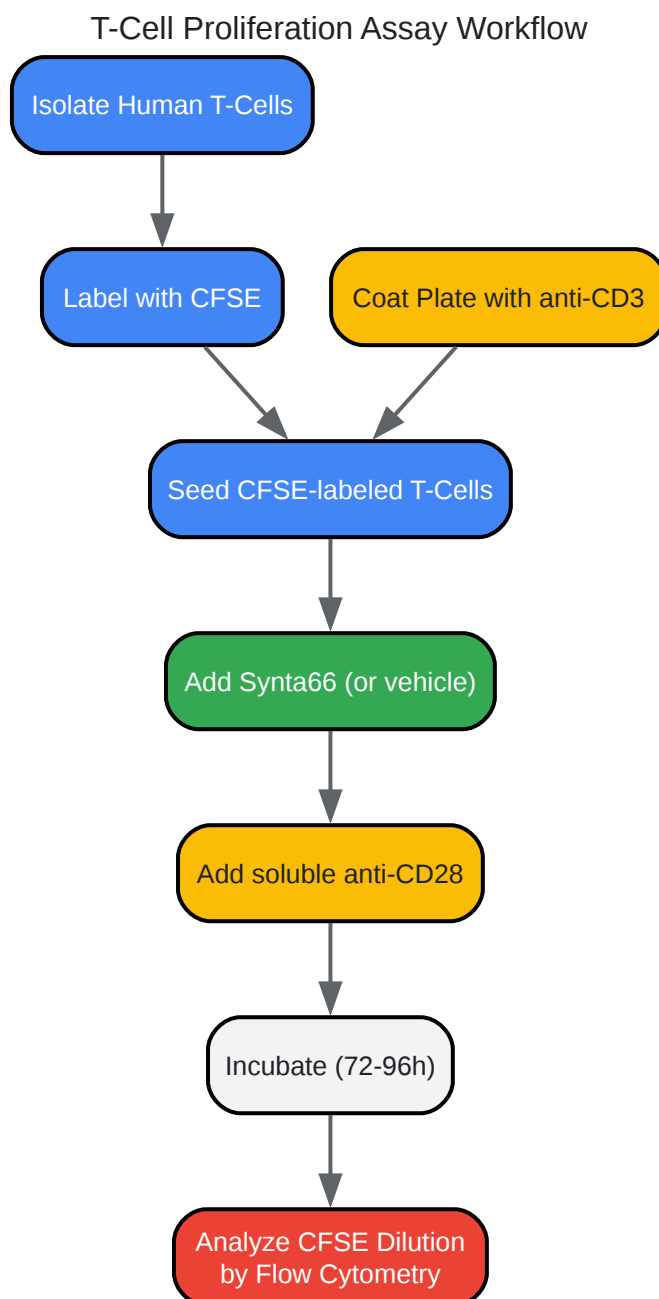 T-Cell Proliferation Assay Workflow
Isolate Human T-Cells
Label with CFSE
Coat Plate with anti-CD3
Seed CFSE-labeled T-Cells
Add Synta66 (or vehicle)
Add soluble anti-CD28
Incubate (72-96h)
Analyze CFSE Dilution
by Flow Cytometry